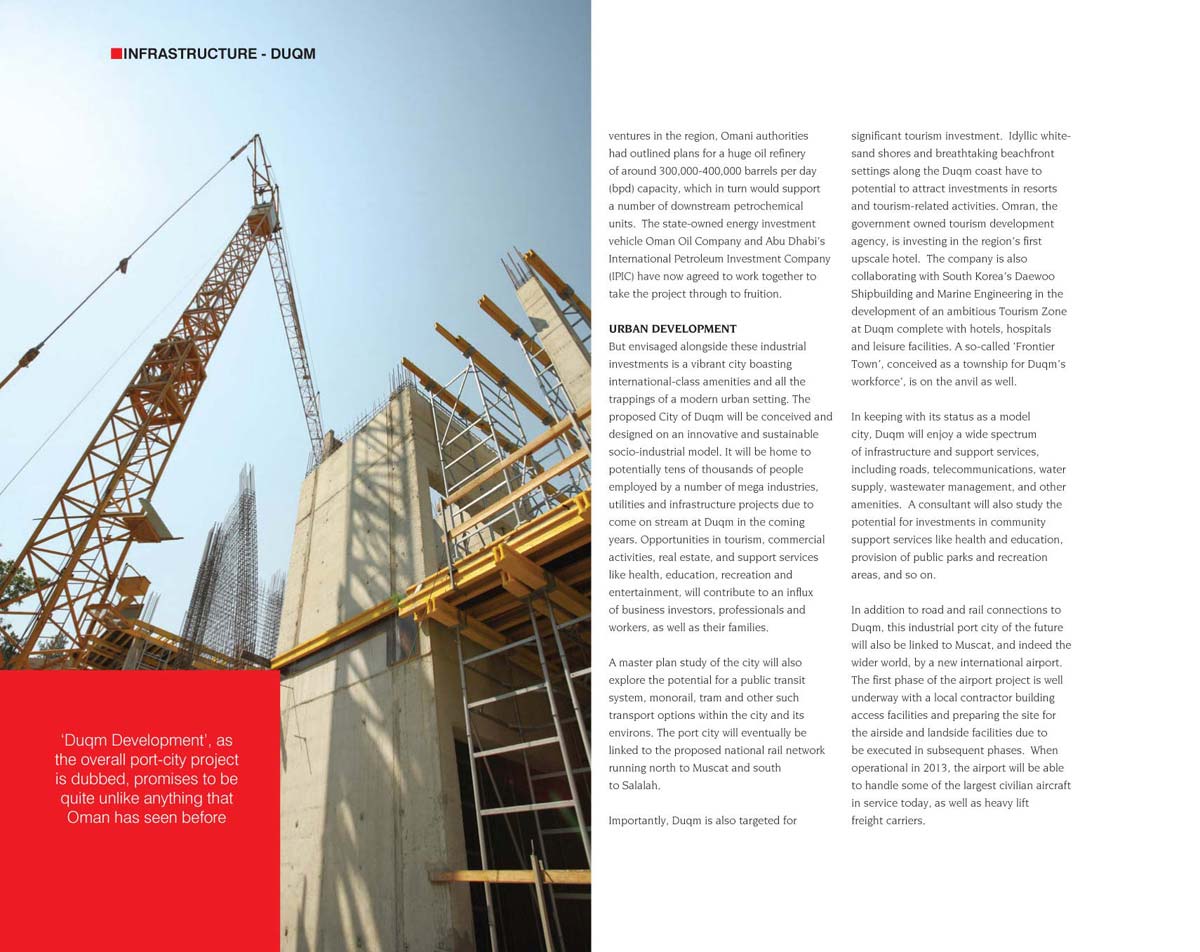 INFRASTRUCTURE - DUQM
‘Duqm Development’, as
the overall port-city project
is dubbed, promises to be
quite unlike anything that
Oman has seen before
ventures in the region, Omani authorities
had outlined plans for a huge oil refinery
of around 300,000-400,000 barrels per day
(bpd) capacity, which in turn would support
a number of downstream petrochemical
units.  The state-owned energy investment
vehicle Oman Oil Company and Abu Dhabi’s
International Petroleum Investment Company
(IPIC) have now agreed to work together to
take the project through to fruition.
URBAN DEVELOPMENT
But envisaged alongside these industrial
investments is a vibrant city boasting
international-class amenities and all the
trappings of a modern urban setting. The
proposed City of Duqm will be conceived and
designed on an innovative and sustainable
socio-industrial model. It will be home to
potentially tens of thousands of people
employed by a number of mega industries,
utilities and infrastructure projects due to
come on stream at Duqm in the coming
years. Opportunities in tourism, commercial
activities, real estate, and support services
like health, education, recreation and
entertainment, will contribute to an influx
of business investors, professionals and
workers, as well as their families.
A master plan study of the city will also
explore the potential for a public transit
system, monorail, tram and other such
transport options within the city and its
environs. The port city will eventually be
linked to the proposed national rail network
running north to Muscat and south
to Salalah.
Importantly, Duqm is also targeted for
significant tourism investment.  Idyllic white-
sand shores and breathtaking beachfront
settings along the Duqm coast have to
potential to attract investments in resorts
and tourism-related activities. Omran, the
government owned tourism development
agency, is investing in the region’s first
upscale hotel.  The company is also
collaborating with South Korea’s Daewoo
Shipbuilding and Marine Engineering in the
development of an ambitious Tourism Zone
at Duqm complete with hotels, hospitals
and leisure facilities. A so-called ‘Frontier
Town’, conceived as a township for Duqm’s
workforce’, is on the anvil as well.
In keeping with its status as a model
city, Duqm will enjoy a wide spectrum
of infrastructure and support services,
including roads, telecommunications, water
supply, wastewater management, and other
amenities.  A consultant will also study the
potential for investments in community
support services like health and education,
provision of public parks and recreation
areas, and so on.
In addition to road and rail connections to
Duqm, this industrial port city of the future
will also be linked to Muscat, and indeed the
wider world, by a new international airport.
The first phase of the airport project is well
underway with a local contractor building
access facilities and preparing the site for
the airside and landside facilities due to
be executed in subsequent phases.  When
operational in 2013, the airport will be able
to handle some of the largest civilian aircraft
in service today, as well as heavy lift
freight carriers.